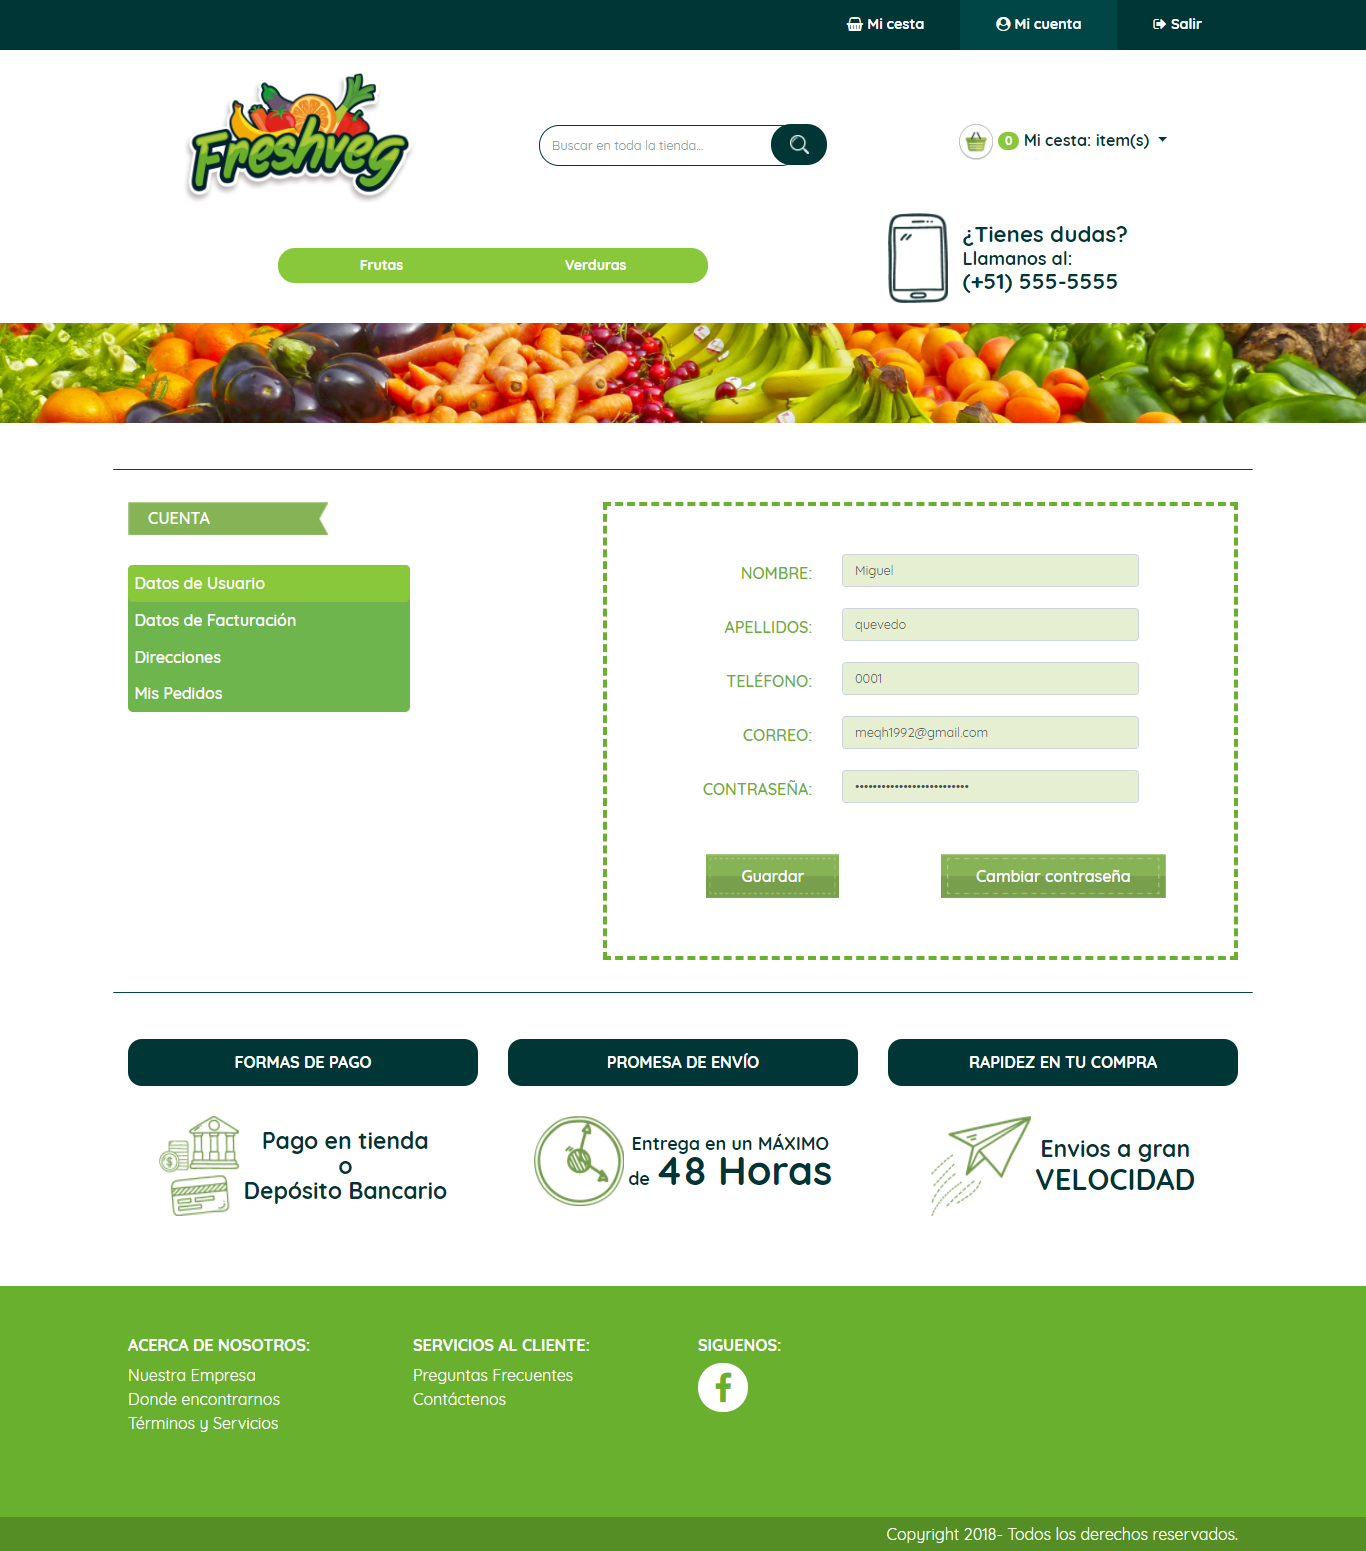 Mi cesta
Mi cuenta
Salir
Freshveg
Buscar en toda la tienda...
0 Mi cesta: item(s)
Frutas
Verduras
¿Tienes dudas?
Llamanos al:
(+51) 555-5555
CUENTA
Datos de Usuario
Datos de Facturación
Direcciones
Mis Pedidos
NOMBRE: Miguel
APELLIDOS: quevedo
TELÉFONO: 0001
CORREO: meqh1992@gmail.com
CONTRASEÑA: ••••••••••••••••••••••••••
Guardar
Cambiar contraseña
FORMAS DE PAGO
Pago en tienda
o
Depósito Bancario
PROMESA DE ENVÍO
Entrega en un MÁXIMO
de 48 Horas
RAPIDEZ EN TU COMPRA
Envios a gran
VELOCIDAD
ACERCA DE NOSOTROS:
Nuestra Empresa
Donde encontrarnos
Términos y Servicios
SERVICIOS AL CLIENTE:
Preguntas Frecuentes
Contáctenos
SIGUENOS:
Copyright 2018- Todos los derechos reservados.